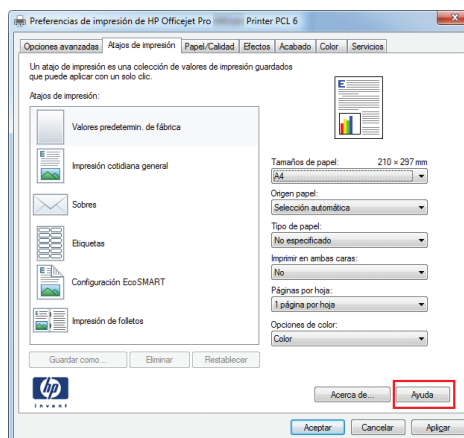 Preferencias de impresión de HP Officejet Pro Printer PCL 6
Opciones avanzadas Atajos de impresión Papel/Calidad Efectos Acabado Color Servicios
Un atajo de impresión es una colección de valores de impresión guardados
que puede aplicar con un solo clic.
Atajos de impresión:
Valores predetermin. de fábrica
Impresión cotidiana general
Sobres
Etiquetas
Configuración EcoSMART
Impresión de folletos
Guardar como... Eliminar Restablecer
Tamaños de papel: 210 × 297 mm
A4
Origen papel:
Selección automática
Tipo de papel:
No especificado
Imprimir en ambas caras:
No
Páginas por hoja:
1 página por hoja
Opciones de color:
Color
hp
invent
Acerca de... Ayuda
Aceptar Cancelar Aplicar